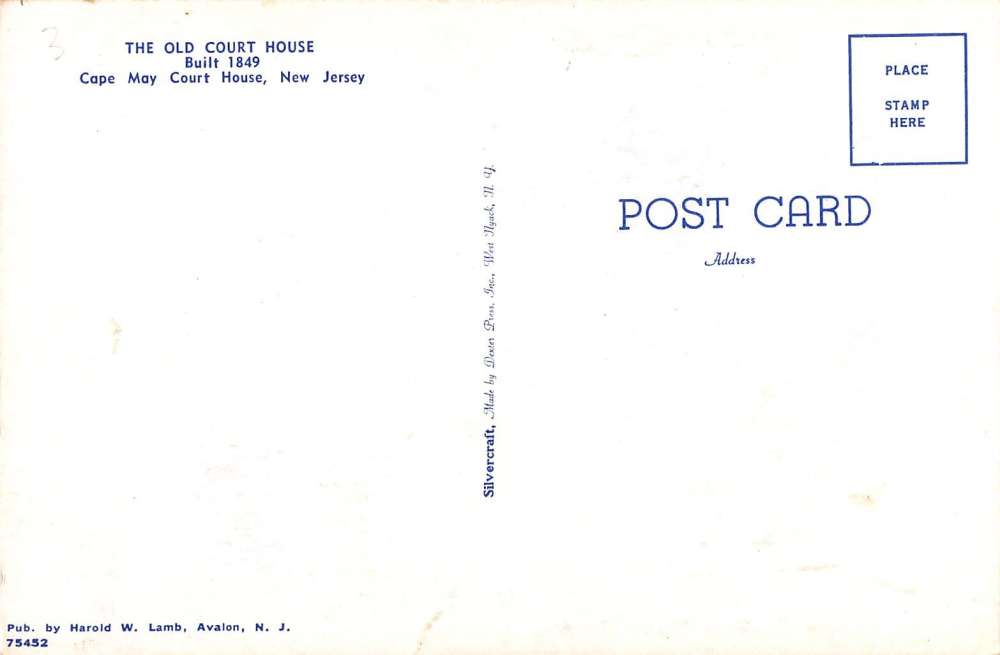 3
THE OLD COURT HOUSE
Built 1849
Cape May Court House, New Jersey
PLACE
STAMP
HERE
POST CARD
Address
Silvercraft, Made by Dexter Press, Inc., West Nyack, N. Y.
Pub. by Harold W. Lamb, Avalon, N. J.
75452